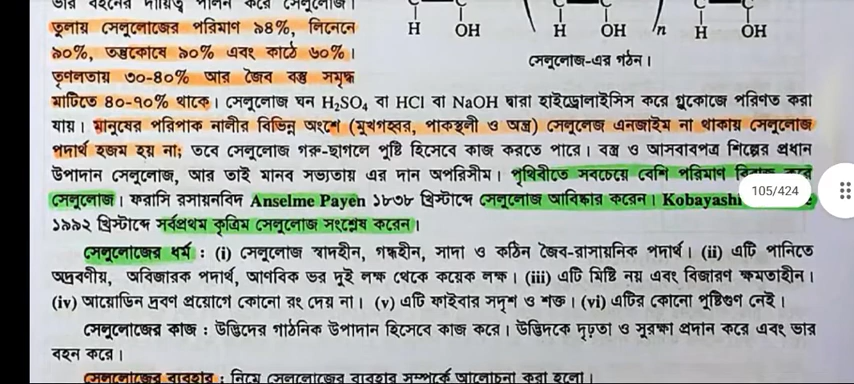 ভার বহনের দায়িত্ব পালন করে সেলুলোজ।
তুলায় সেলুলোজের পরিমাণ ৯৪%, লিনেনে
৯০%, তন্তুকোষে ৯০% এবং কাঠে ৬০%।
তৃণলতায় ৩০-৪০% আর জৈব বস্তু সমৃদ্ধ
H OH H OH n H OH
সেলুলোজ-এর গঠন।
মাটিতে ৪০-৭০% থাকে। সেলুলোজ ঘন H₂SO₄ বা HCl বা NaOH দ্বারা হাইড্রোলাইসিস করে গ্লুকোজে পরিণত করা
যায়। মানুষের পরিপাক নালীর বিভিন্ন অংশে (মুখগহ্বর, পাকস্থলী ও অন্ত্র) সেলুলেজ এনজাইম না থাকায় সেলুলোজ
পদার্থ হজম হয় না; তবে সেলুলোজ গরু-ছাগলে পুষ্টি হিসেবে কাজ করতে পারে। বস্ত্র ও আসবাবপত্র শিল্পের প্রধান
উপাদান সেলুলোজ, আর তাই মানব সভ্যতায় এর দান অপরিসীম। পৃথিবীতে সবচেয়ে বেশি পরিমাণ বিরাজ করে
সেলুলোজ। ফরাসি রসায়নবিদ Anselme Payen ১৮৩৮ খ্রিস্টাব্দে সেলুলোজ আবিষ্কার করেন। Kobayashi
105/424
১৯৯২ খ্রিস্টাব্দে সর্বপ্রথম কৃত্রিম সেলুলোজ সংশ্লেষ করেন।
সেলুলোজের ধর্ম : (i) সেলুলোজ স্বাদহীন, গন্ধহীন, সাদা ও কঠিন জৈব-রাসায়নিক পদার্থ। (ii) এটি পানিতে
অদ্রবণীয়, অবিজারক পদার্থ, আণবিক ভর দুই লক্ষ থেকে কয়েক লক্ষ। (iii) এটি মিষ্টি নয় এবং বিজারণ ক্ষমতাহীন।
(iv) আয়োডিন দ্রবণ প্রয়োগে কোনো রং দেয় না। (v) এটি ফাইবার সদৃশ ও শক্ত। (vi) এটির কোনো পুষ্টিগুণ নেই।
সেলুলোজের কাজ : উদ্ভিদের গাঠনিক উপাদান হিসেবে কাজ করে। উদ্ভিদকে দৃঢ়তা ও সুরক্ষা প্রদান করে এবং ভার
বহন করে।
সেলুলোজের ব্যবহার : নিম্নে সেলুলোজের ব্যবহার সম্পর্কে আলোচনা করা হলো।